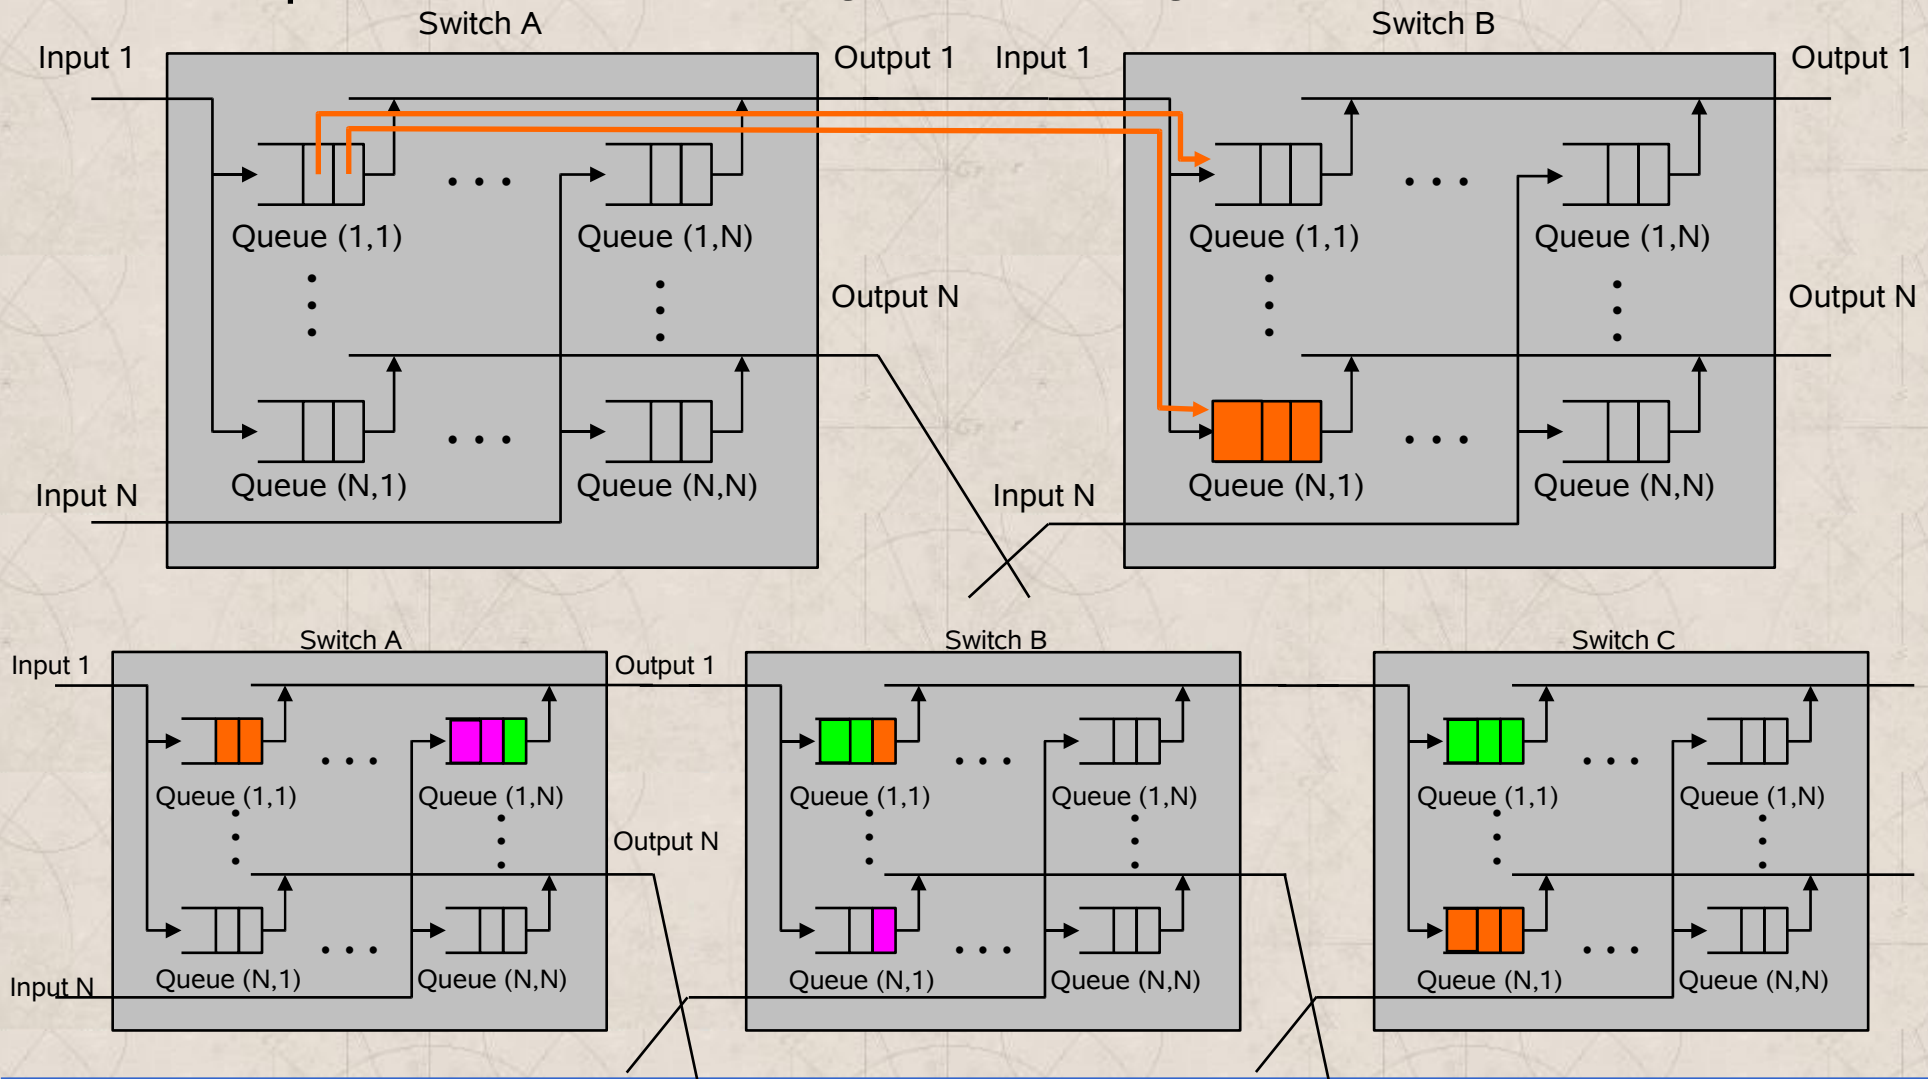 Switch A
Switch B
Input 1
Output 1
Input 1
Output 1
Queue (1,1)
Queue (1,N)
Queue (1,1)
Queue (1,N)
Output N
Output N
Queue (N,1)
Queue (N,N)
Queue (N,1)
Queue (N,N)
Input N
Input N
Switch A
Switch B
Switch C
Input 1
Output 1
Queue (1,1)
Queue (1,N)
Queue (1,1)
Queue (1,N)
Queue (1,1)
Queue (1,N)
Output N
Queue (N,1)
Queue (N,N)
Queue (N,1)
Queue (N,N)
Queue (N,1)
Queue (N,N)
Input N